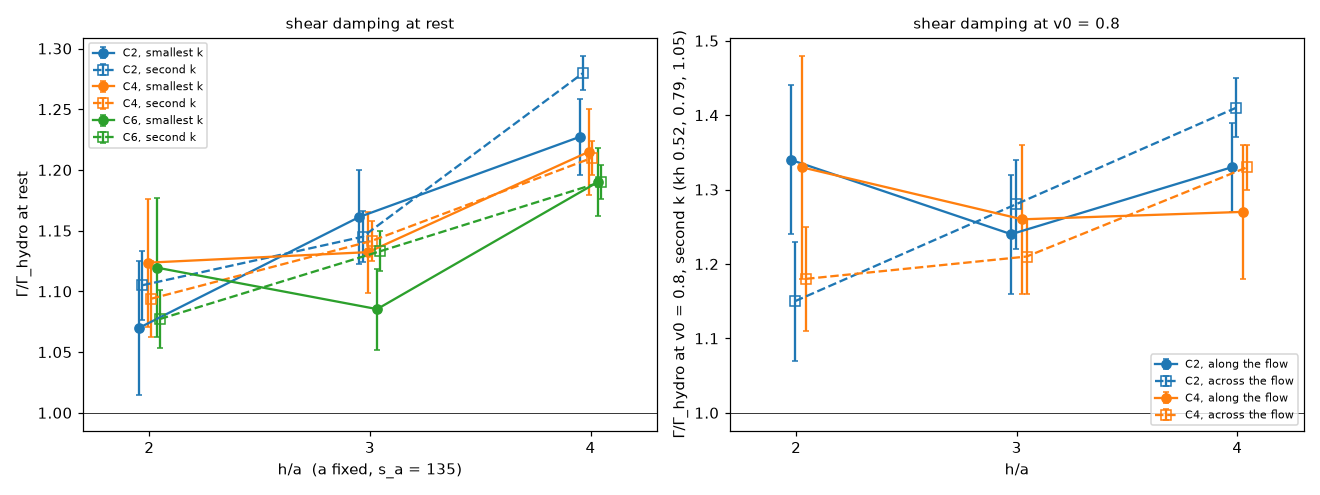 shear damping at rest
Γ/Γ_hydro at rest
1.30
1.25
1.20
1.15
1.10
1.05
1.00
C2, smallest k
C2, second k
C4, smallest k
C4, second k
C6, smallest k
C6, second k
2
3
4
h/a  (a fixed, s_a = 135)
shear damping at v0 = 0.8
Γ/Γ_hydro at v0 = 0.8, second k (kh 0.52, 0.79, 1.05)
1.5
1.4
1.3
1.2
1.1
1.0
C2, along the flow
C2, across the flow
C4, along the flow
C4, across the flow
2
3
4
h/a